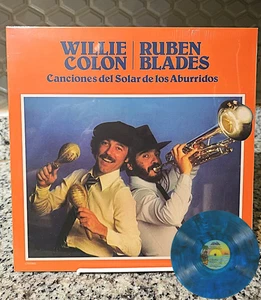 WILLIE
COLON
RUBEN
BLADES
Canciones del Solar de los Aburridos